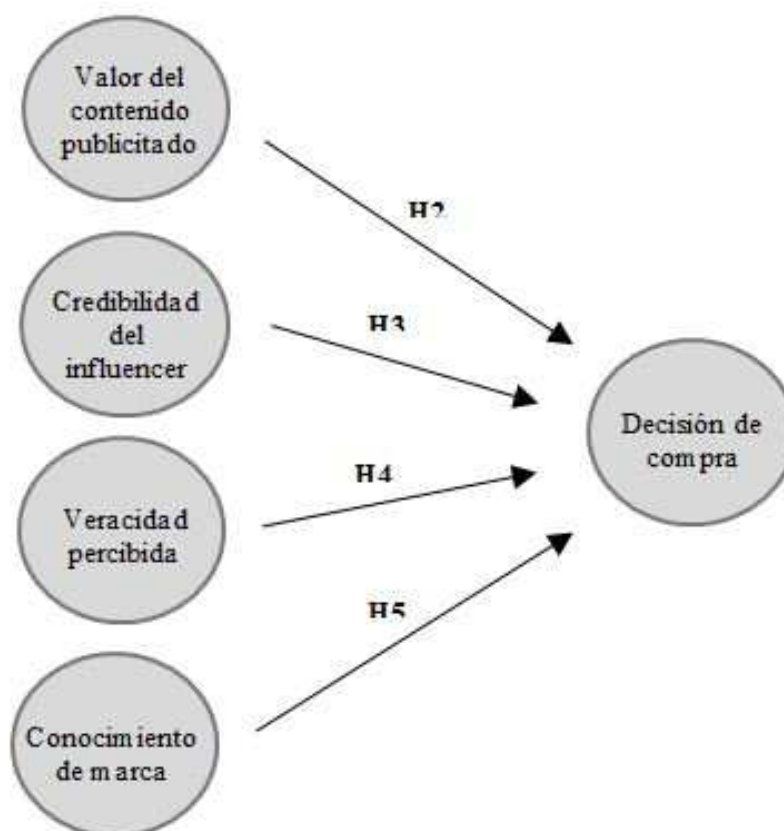 Valor del
contenido
publicitado
H2
Credibilidad
del
influencer
H3
Decisión de
compra
H4
Veracidad
percibida
H5
Conocimiento
de marca